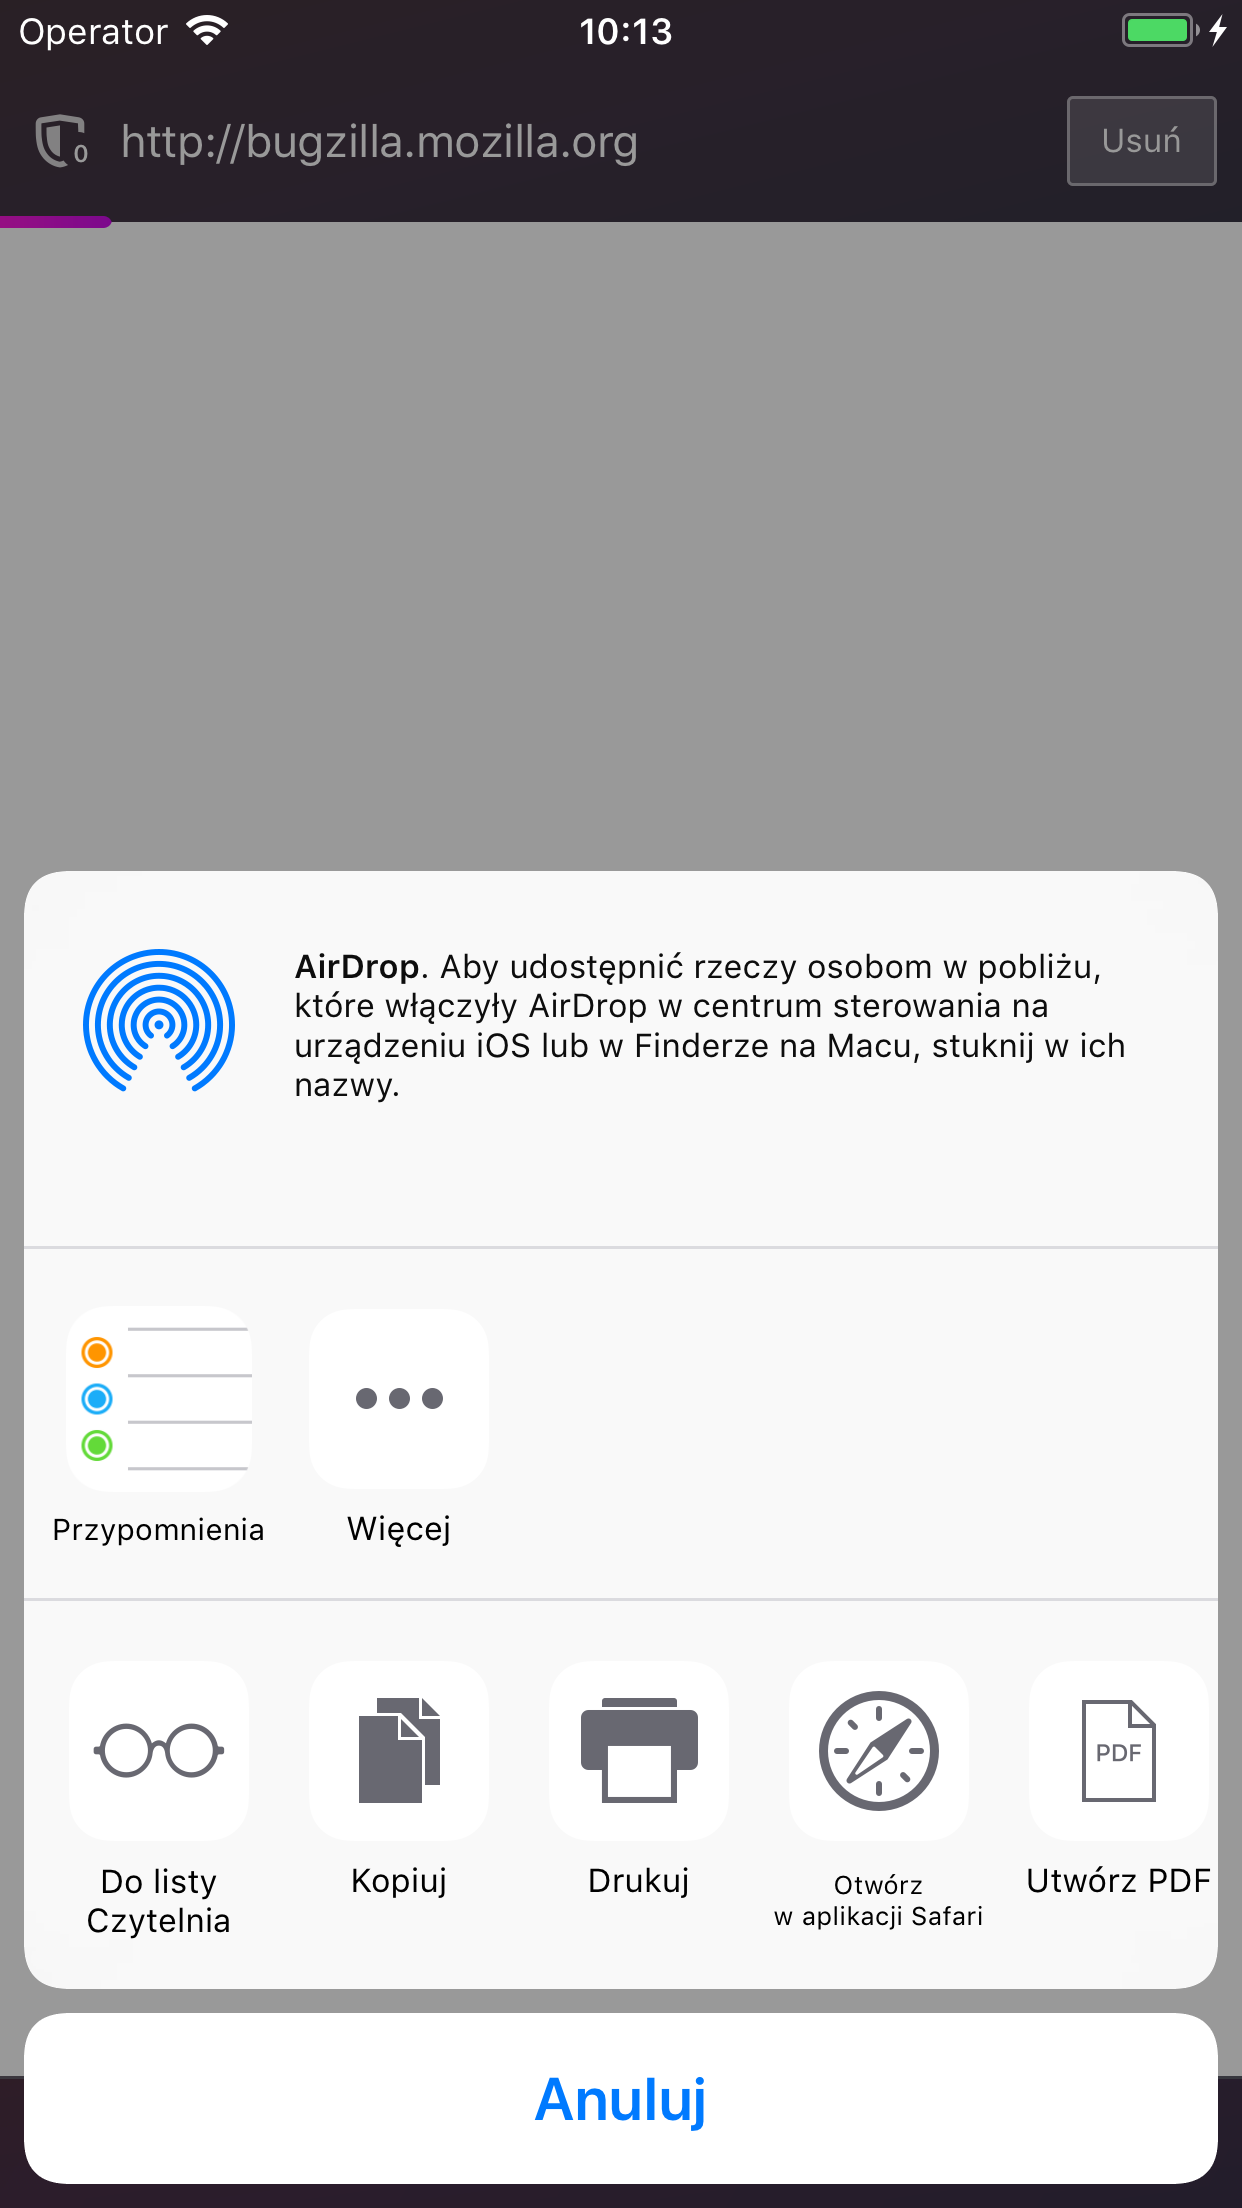 Operator
10:13
0
http://bugzilla.mozilla.org
Usuń
AirDrop. Aby udostępnić rzeczy osobom w pobliżu,
które włączyły AirDrop w centrum sterowania na
urządzeniu iOS lub w Finderze na Macu, stuknij w ich
nazwy.
Przypomnienia
Więcej
PDF
Do listy
Czytelnia
Kopiuj
Drukuj
Otwórz
w aplikacji Safari
Utwórz PDF
Anuluj